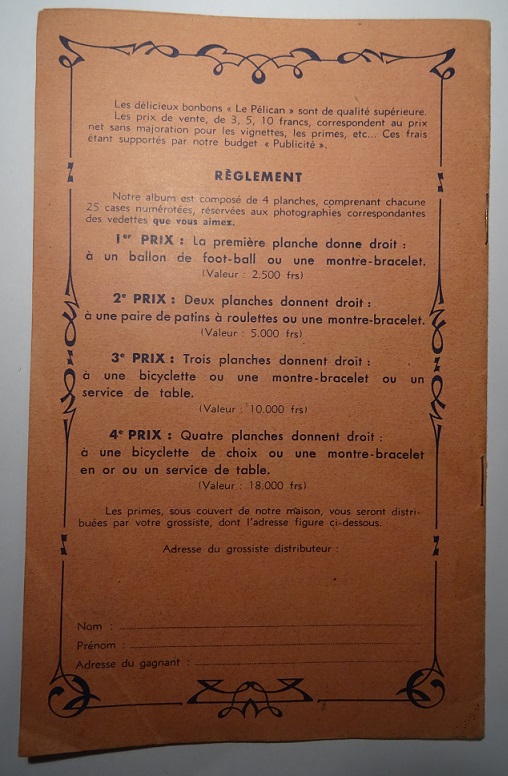 Les délicieux bonbons « Le Pélican » sont de qualité supérieure.
Les prix de vente, de 3, 5, 10 francs, correspondent au prix
net sans majoration pour les vignettes, les primes, etc... Ces frais
étant supportés par notre budget « Publicité ».
RÈGLEMENT
Notre album est composé de 4 planches, comprenant chacune
25 cases numérotées, réservées aux photographies correspondantes
des vedettes que vous aimez.
1er PRIX : La première planche donne droit :
à un ballon de foot-ball ou une montre-bracelet.
(Valeur : 2.500 frs)
2e PRIX : Deux planches donnent droit :
à une paire de patins à roulettes ou une montre-bracelet.
(Valeur : 5.000 frs)
3e PRIX : Trois planches donnent droit :
à une bicyclette ou une montre-bracelet ou un
service de table.
(Valeur : 10.000 frs)
4e PRIX : Quatre planches donnent droit :
à une bicyclette de choix ou une montre-bracelet
en or ou un service de table.
(Valeur : 18.000 frs)
Les primes, sous couvert de notre maison, vous seront distri-
buées par votre grossiste, dont l'adresse figure ci-dessous.
Adresse du grossiste distributeur :
Nom :
Prénom :
Adresse du gagnant :